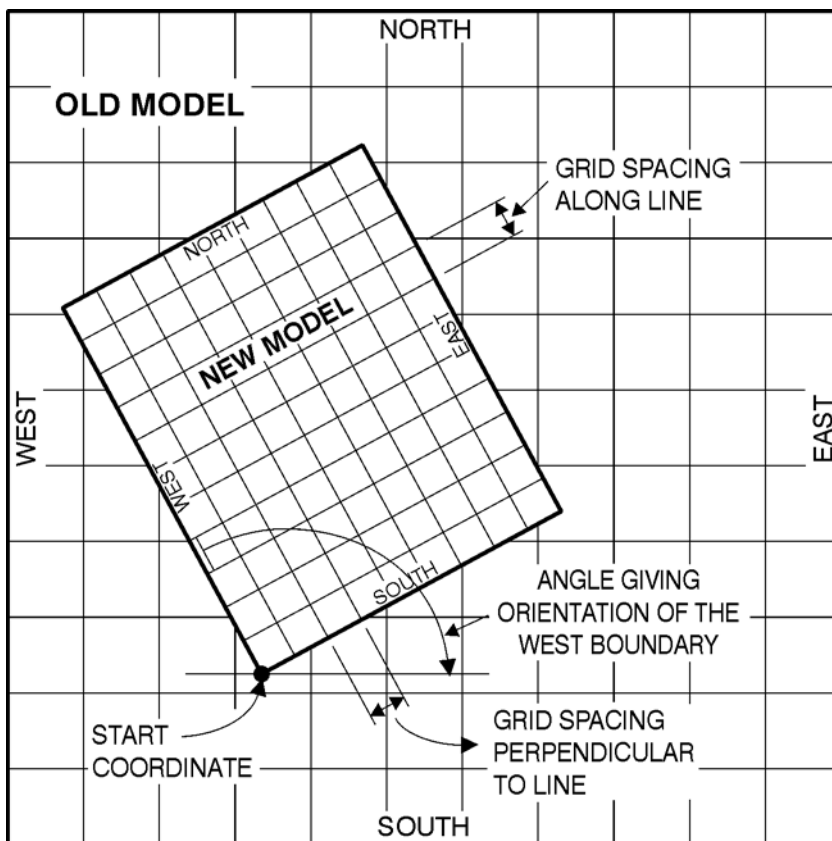 NORTH
OLD MODEL
GRID SPACING
ALONG LINE
NORTH
NEW MODEL
EAST
WEST
EAST
WEST
SOUTH
ANGLE GIVING
ORIENTATION OF THE
WEST BOUNDARY
START
COORDINATE
GRID SPACING
PERPENDICULAR
TO LINE
SOUTH